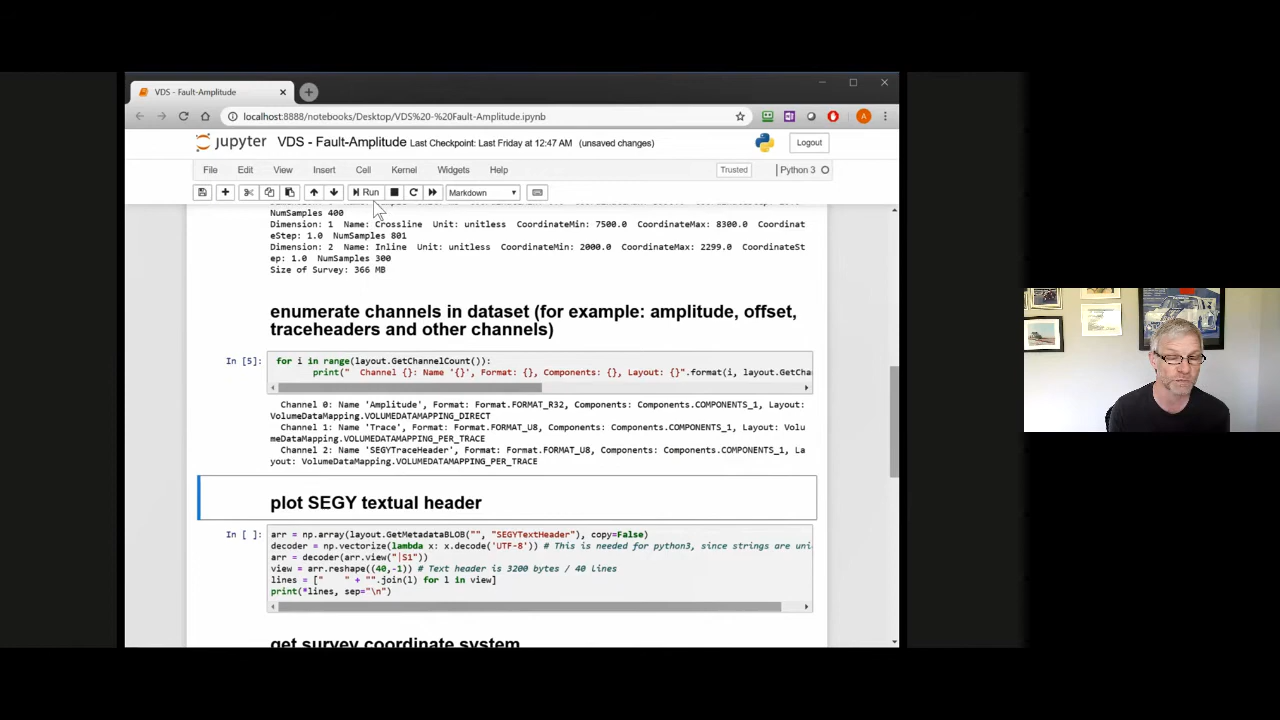 VDS - Fault-Amplitude
localhost:8888/notebooks/Desktop/VDS%20-%20Fault-Amplitude.ipynb
A
jupyter VDS - Fault-Amplitude Last Checkpoint: Last Friday at 12:47 AM (unsaved changes)
Logout
File Edit View Insert Cell Kernel Widgets Help
Trusted
Python 3
Run
Markdown
NumSamples 400
Dimension: 1 Name: Crossline Unit: unitless CoordinateMin: 7500.0 CoordinateMax: 8300.0 Coordinat
eStep: 1.0 NumSamples 801
Dimension: 2 Name: Inline Unit: unitless CoordinateMin: 2000.0 CoordinateMax: 2299.0 CoordinateSt
ep: 1.0 NumSamples 300
Size of Survey: 366 MB
enumerate channels in dataset (for example: amplitude, offset,
traceheaders and other channels)
In [5]:
for i in range(layout.GetChannelCount()):
print(" Channel {}: Name '{}', Format: {}, Components: {}, Layout: {}".format(i, layout.GetCha
Channel 0: Name 'Amplitude', Format: Format.FORMAT_R32, Components: Components.COMPONENTS_1, Layout:
VolumeDataMapping.VOLUMEDATAMAPPING_DIRECT
Channel 1: Name 'Trace', Format: Format.FORMAT_U8, Components: Components.COMPONENTS_1, Layout: Volu
meDataMapping.VOLUMEDATAMAPPING_PER_TRACE
Channel 2: Name 'SEGYTraceHeader', Format: Format.FORMAT_U8, Components: Components.COMPONENTS_1, La
yout: VolumeDataMapping.VOLUMEDATAMAPPING_PER_TRACE
plot SEGY textual header
In [ ]:
arr = np.array(layout.GetMetadataBLOB("", "SEGYTextHeader"), copy=False)
decoder = np.vectorize(lambda x: x.decode('UTF-8')) # This is needed for python3, since strings are uni
arr = decoder(arr.view("|S1"))
view = arr.reshape((40,-1)) # Text header is 3200 bytes / 40 lines
lines = ["    " + "".join(l) for l in view]
print(*lines, sep="\n")
get survey coordinate system